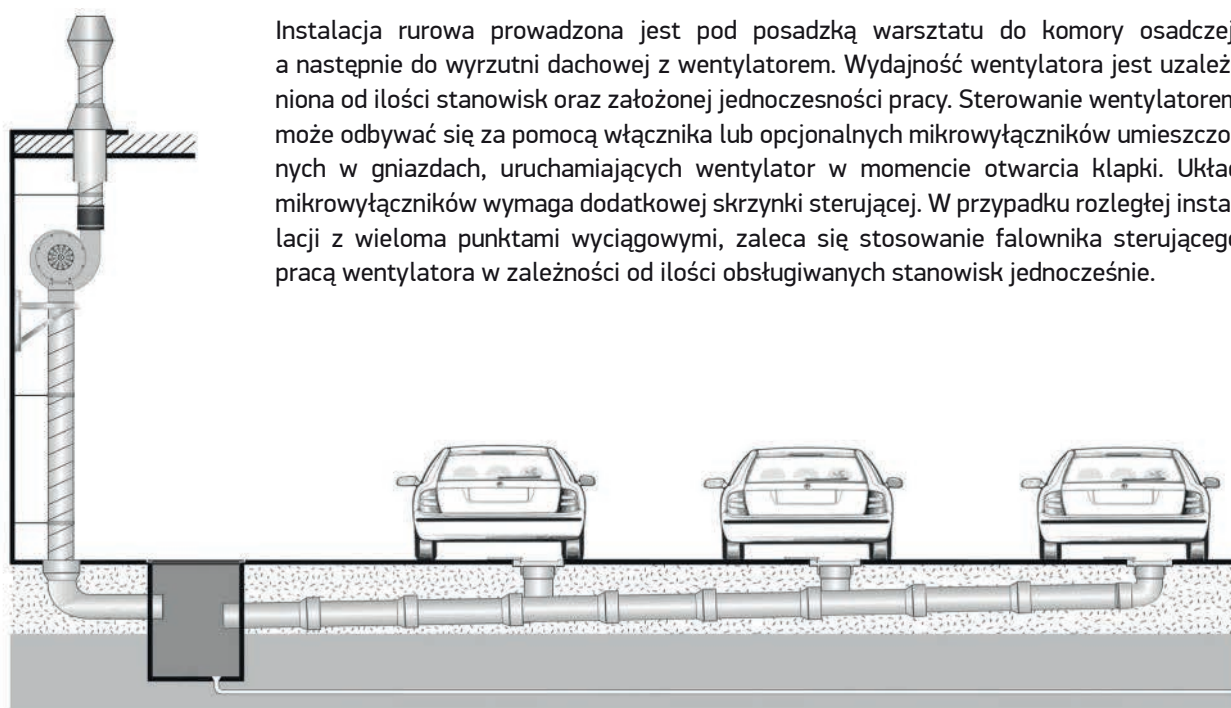 Instalacja rurowa prowadzona jest pod posadzką warsztatu do komory osadczej
a następnie do wyrzutni dachowej z wentylatorem. Wydajność wentylatora jest uzależ
niona od ilości stanowisk oraz założonej jednoczesności pracy. Sterowanie wentylatorem
może odbywać się za pomocą włącznika lub opcjonalnych mikrowyłączników umieszczo
nych w gniazdach, uruchamiających wentylator w momencie otwarcia klapki. Układ
mikrowyłączników wymaga dodatkowej skrzynki sterującej. W przypadku rozległej insta
lacji z wieloma punktami wyciągowymi, zaleca się stosowanie falownika sterującego
pracą wentylatora w zależności od ilości obsługiwanych stanowisk jednocześnie.